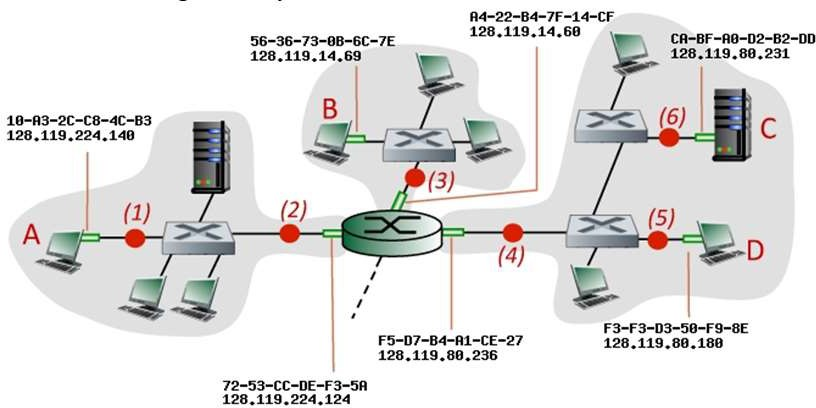 A4-22-B4-7F-14-CF
128.119.14.60
56-36-73-0B-6C-7E
128.119.14.69
CA-BF-A0-D2-B2-DD
128.119.80.231
10-A3-2C-C8-4C-B3
128.119.224.140
B
C
(6)
(3)
(1)
(2)
A
(5)
D
(4)
F3-F3-D3-50-F9-8E
128.119.80.180
F5-D7-B4-A1-CE-27
128.119.80.236
72-53-CC-DE-F3-5A
128.119.224.124